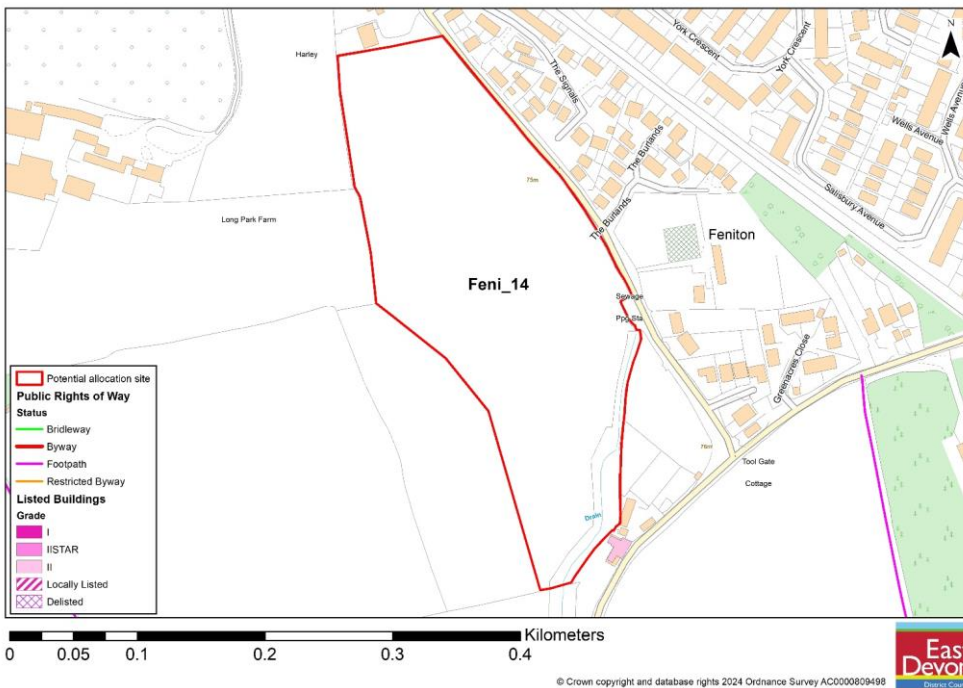 Harley
The Signals
York Crescent
York Crescent
Wells Avenue
Wells Avenue
N
The Burlands
75m
Salisbury Avenue
Long Park Farm
The Burlands
Feniton
Feni_14
Sewage
Ppg Sta
Greenacres Close
76m
Tool Gate
Cottage
Drain
Potential allocation site
Public Rights of Way
Status
Bridleway
Byway
Footpath
Restricted Byway
Listed Buildings
Grade
I
IISTAR
II
Locally Listed
Delisted
Kilometers
0 0.05 0.1 0.2 0.3 0.4
© Crown copyright and database rights 2024 Ordnance Survey AC0000809498
East
Devon
District Council